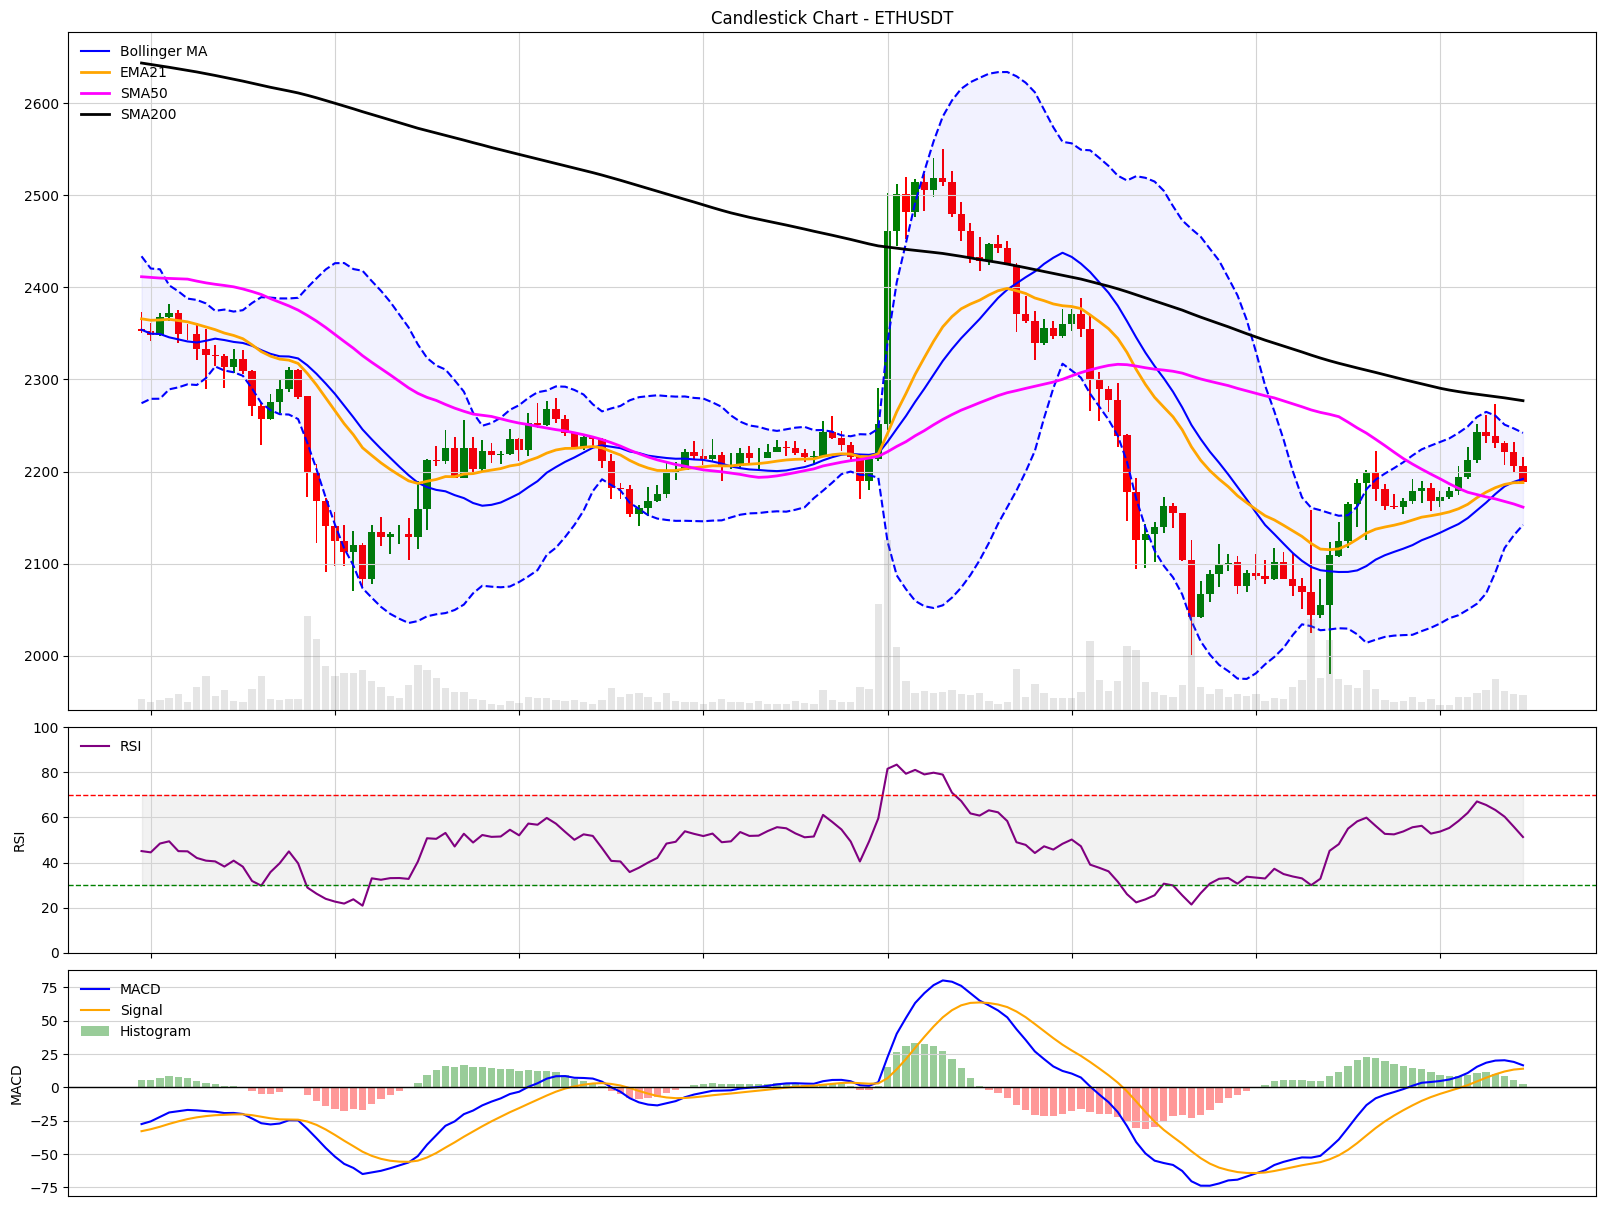 Candlestick Chart - ETHUSDT
Bollinger MA
EMA21
SMA50
SMA200
2600
2500
2400
2300
2200
2100
2000
RSI
100
80
60
40
20
0
RSI
MACD
Signal
Histogram
75
50
25
0
−25
−50
−75
MACD